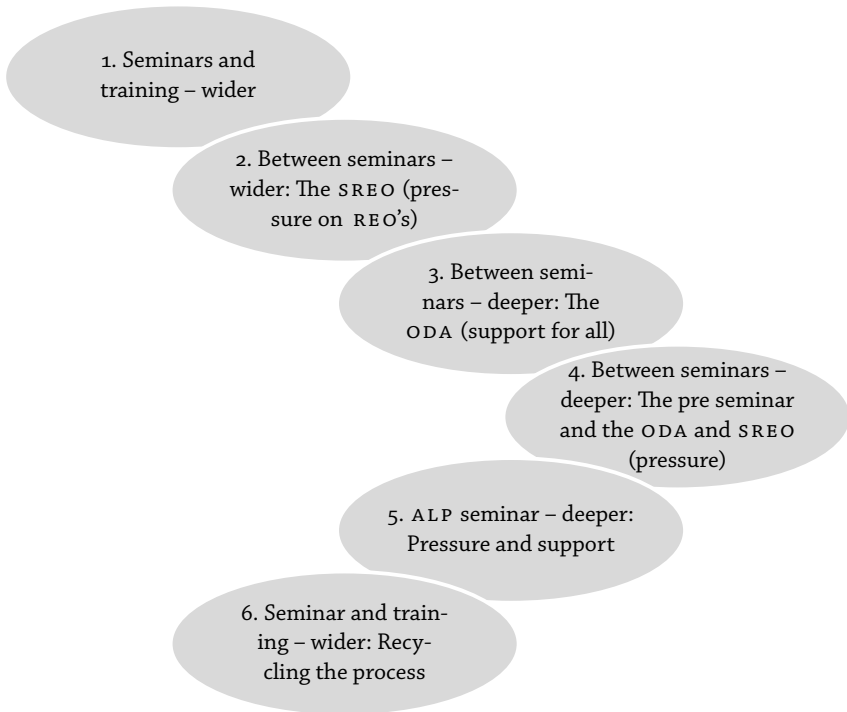 1. Seminars and
training – wider
2. Between seminars –
wider: The SREO (pres-
sure on REO's)
3. Between semi-
nars – deeper: The
ODA (support for all)
4. Between seminars –
deeper: The pre seminar
and the ODA and SREO
(pressure)
5. ALP seminar – deeper:
Pressure and support
6. Seminar and train-
ing – wider: Recy-
cling the process